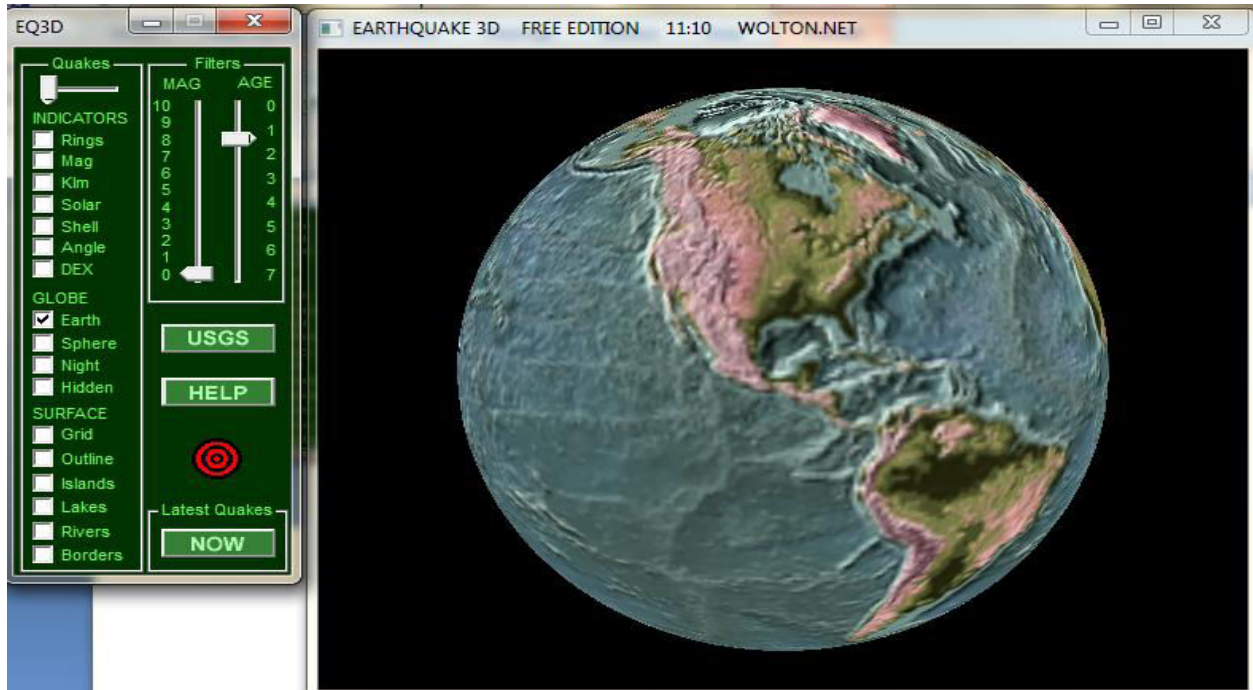 EQ3D
Quakes
INDICATORS
Rings
Mag
Klm
Solar
Shell
Angle
DEX
GLOBE
Earth
Sphere
Night
Hidden
SURFACE
Grid
Outline
Islands
Lakes
Rivers
Borders
Filters
MAG AGE
10 0
9
8 1
7 2
6 3
5
4 4
3 5
2
1 6
0 7
USGS
HELP
Latest Quakes
NOW
EARTHQUAKE 3D FREE EDITION 11:10 WOLTON.NET